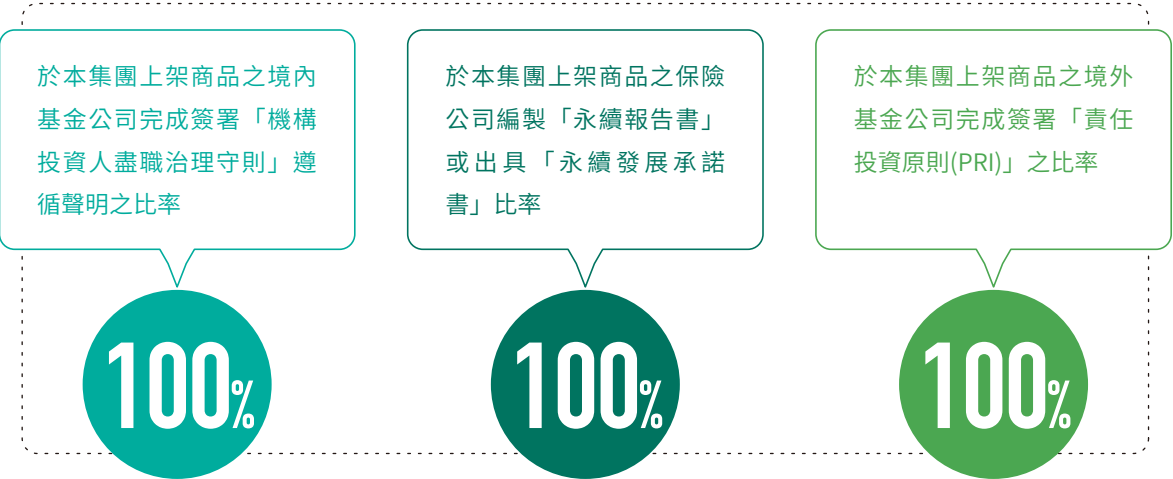 於本集團上架商品之境內
基金公司完成簽署「機構
投資人盡職治理守則」遵
循聲明之比率
100%
於本集團上架商品之保險
公司編製「永續報告書」
或出具「永續發展承諾
書」比率
100%
於本集團上架商品之境外
基金公司完成簽署「責任
投資原則(PRI)」之比率
100%